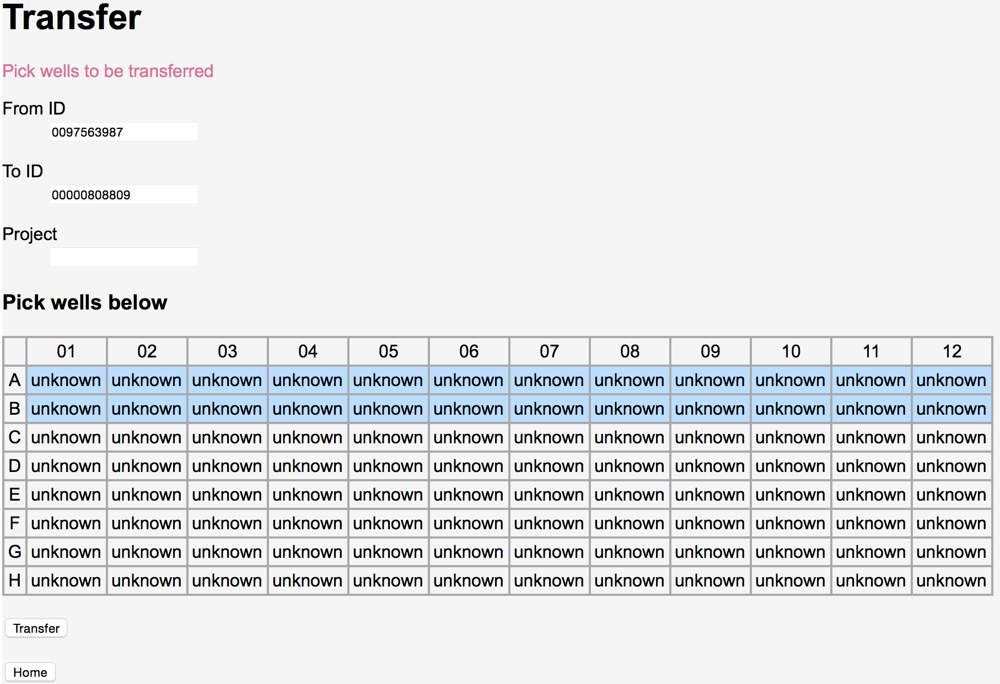 Transfer
Pick wells to be transferred
From ID
0097563987
To ID
00000808809
Project
Pick wells below
01 02 03 04 05 06 07 08 09 10 11 12
A unknown unknown unknown unknown unknown unknown unknown unknown unknown unknown unknown unknown
B unknown unknown unknown unknown unknown unknown unknown unknown unknown unknown unknown unknown
C unknown unknown unknown unknown unknown unknown unknown unknown unknown unknown unknown unknown
D unknown unknown unknown unknown unknown unknown unknown unknown unknown unknown unknown unknown
E unknown unknown unknown unknown unknown unknown unknown unknown unknown unknown unknown unknown
F unknown unknown unknown unknown unknown unknown unknown unknown unknown unknown unknown unknown
G unknown unknown unknown unknown unknown unknown unknown unknown unknown unknown unknown unknown
H unknown unknown unknown unknown unknown unknown unknown unknown unknown unknown unknown unknown
Transfer
Home